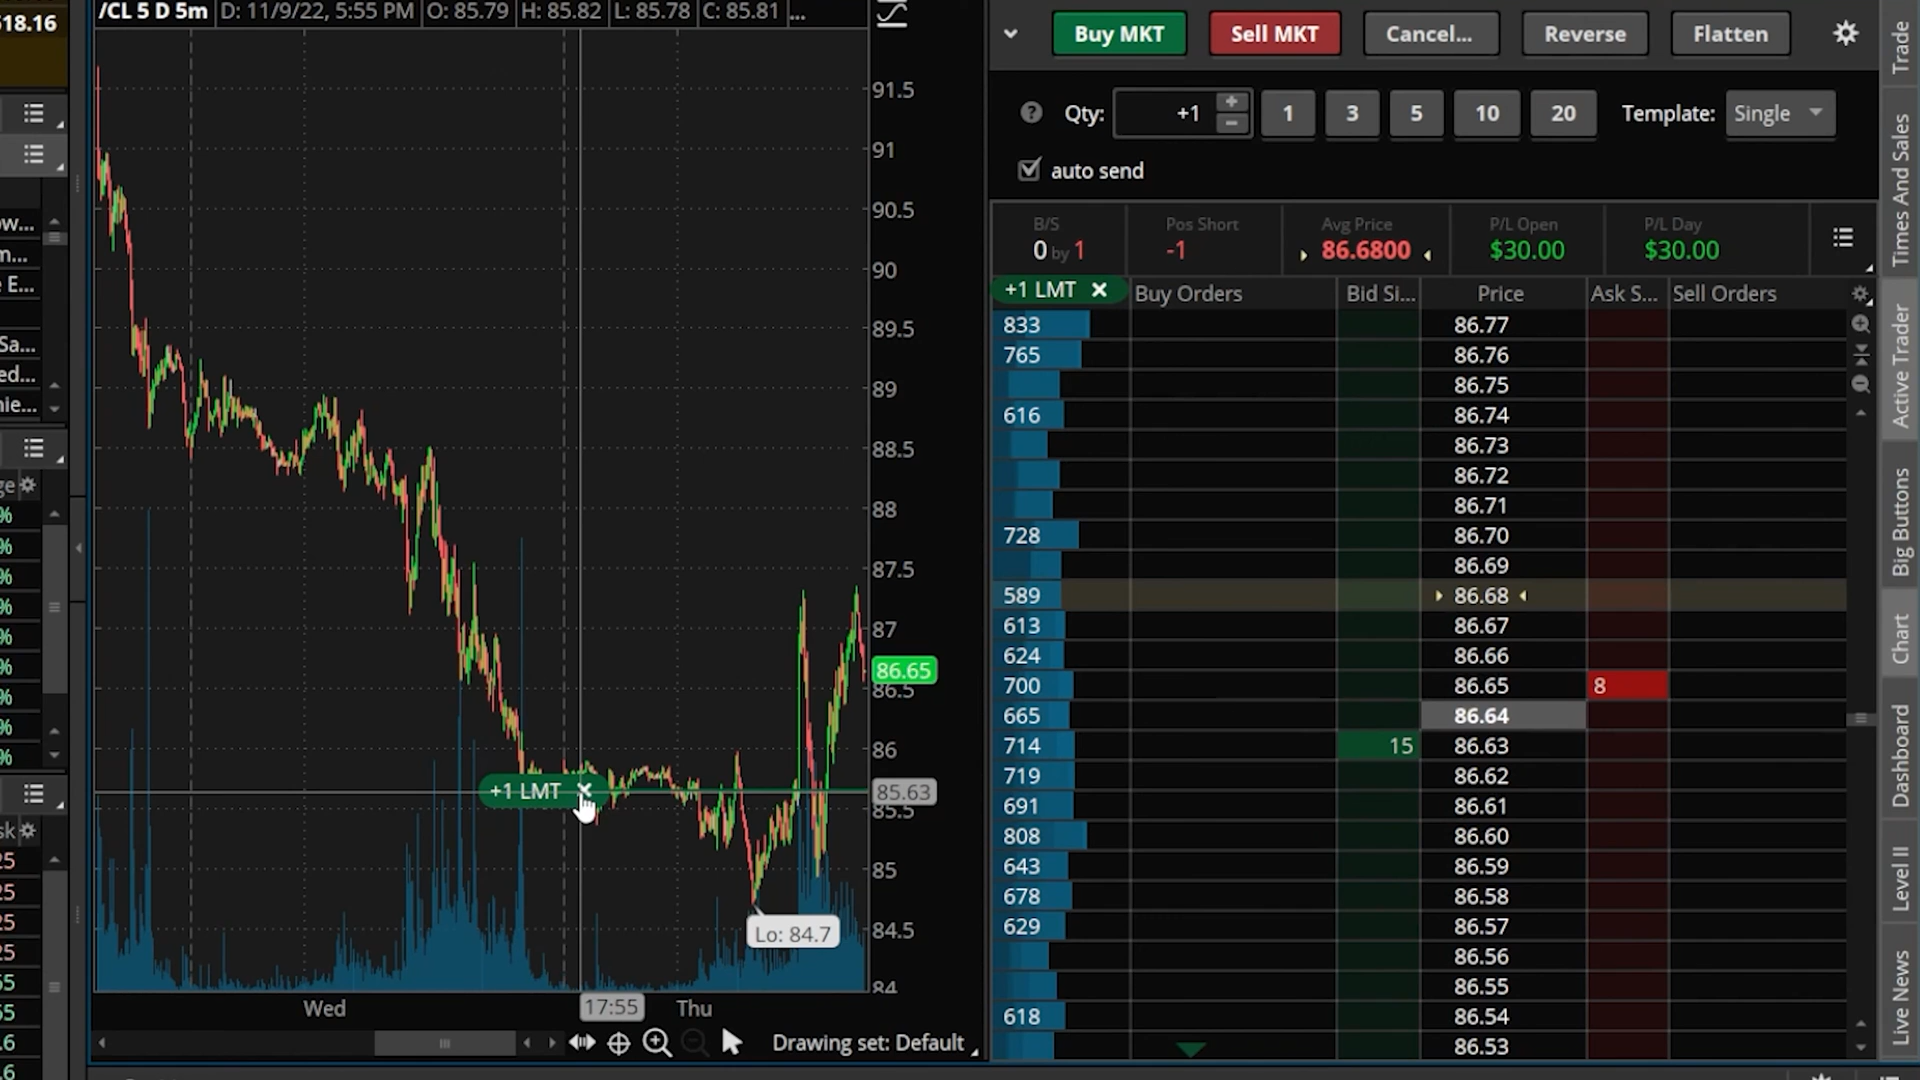 518.16
/CL 5 D 5m
D: 11/9/22, 5:55 PM
O: 85.79
H: 85.82
L: 85.78
C: 85.81
...
91.5
91
90.5
90
89.5
89
88.5
88
87.5
87
86.65
86.5
86
85.63
85.5
85
84.5
84
+1 LMT
Lo: 84.7
Wed
17:55
Thu
Drawing set: Default
Buy MKT
Sell MKT
Cancel...
Reverse
Flatten
Qty:
+1
1
3
5
10
20
Template:
Single
auto send
B/S
0 by 1
Pos Short
-1
Avg Price
86.6800
P/L Open
$30.00
P/L Day
$30.00
+1 LMT
Buy Orders
Bid Si...
Price
Ask S...
Sell Orders
833 86.77
765 86.76
86.75
616 86.74
86.73
86.72
86.71
728 86.70
86.69
589 86.68
613 86.67
624 86.66
700 86.65 8
665 86.64
714 15 86.63
719 86.62
691 86.61
808 86.60
643 86.59
678 86.58
629 86.57
86.56
86.55
618 86.54
86.53
Trade
Times And Sales
Active Trader
Big Buttons
Chart
Dashboard
Level II
Live News